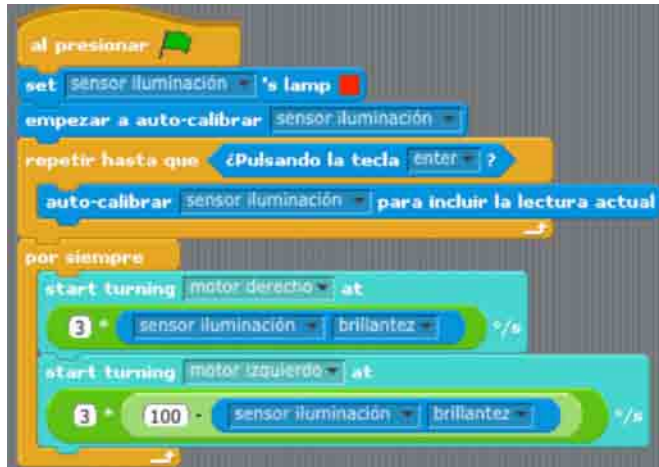 al presionar
set sensor iluminación 's lamp
empezar a auto-calibrar sensor iluminación
repetir hasta que ¿Pulsando la tecla enter ?
auto-calibrar sensor iluminación para incluir la lectura actual
por siempre
start turning motor derecho at
3 * sensor iluminación brillantez °/s
start turning motor izquierdo at
3 * 100 - sensor iluminación brillantez °/s